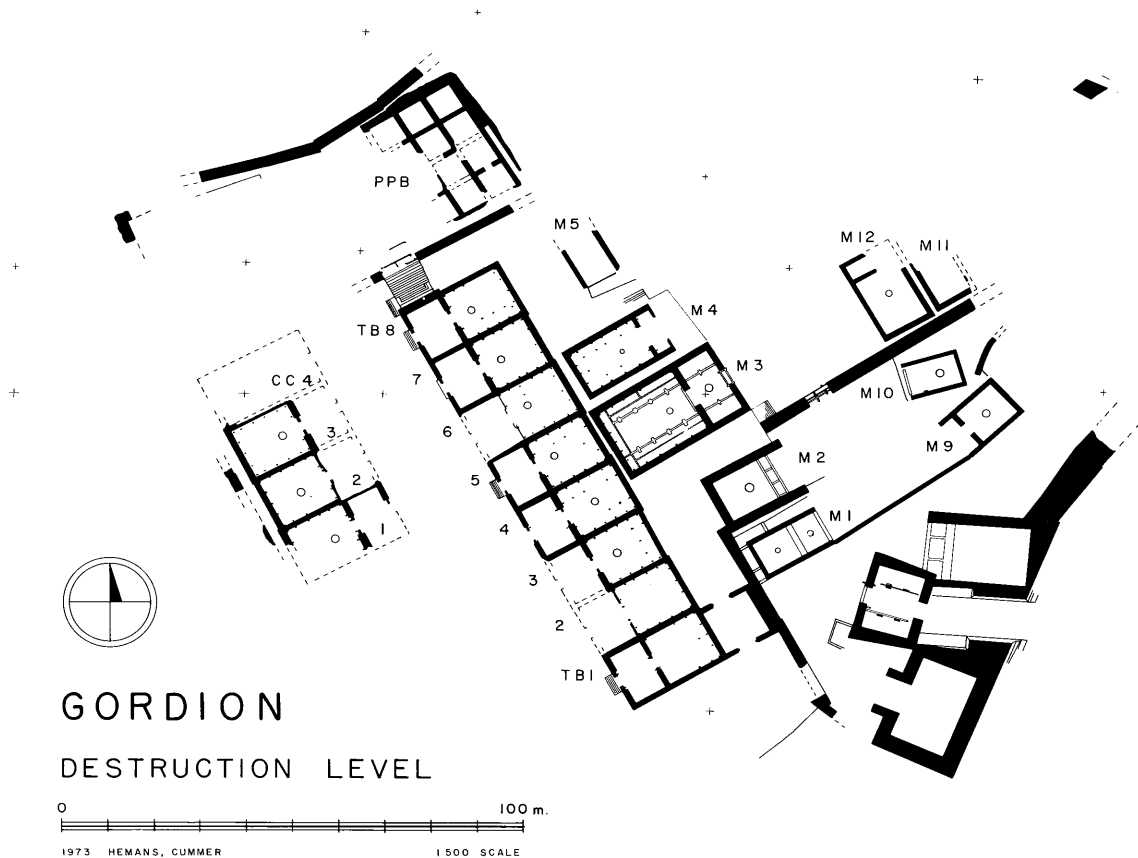 PPB
M5
M12
M11
TB8
M4
M3
M10
CC4
7
M9
3
6
M2
2
5
M1
1
4
3
2
TB1
GORDION
DESTRUCTION LEVEL
0 100 m.
1973 HEMANS, CUMMER 1 500 SCALE